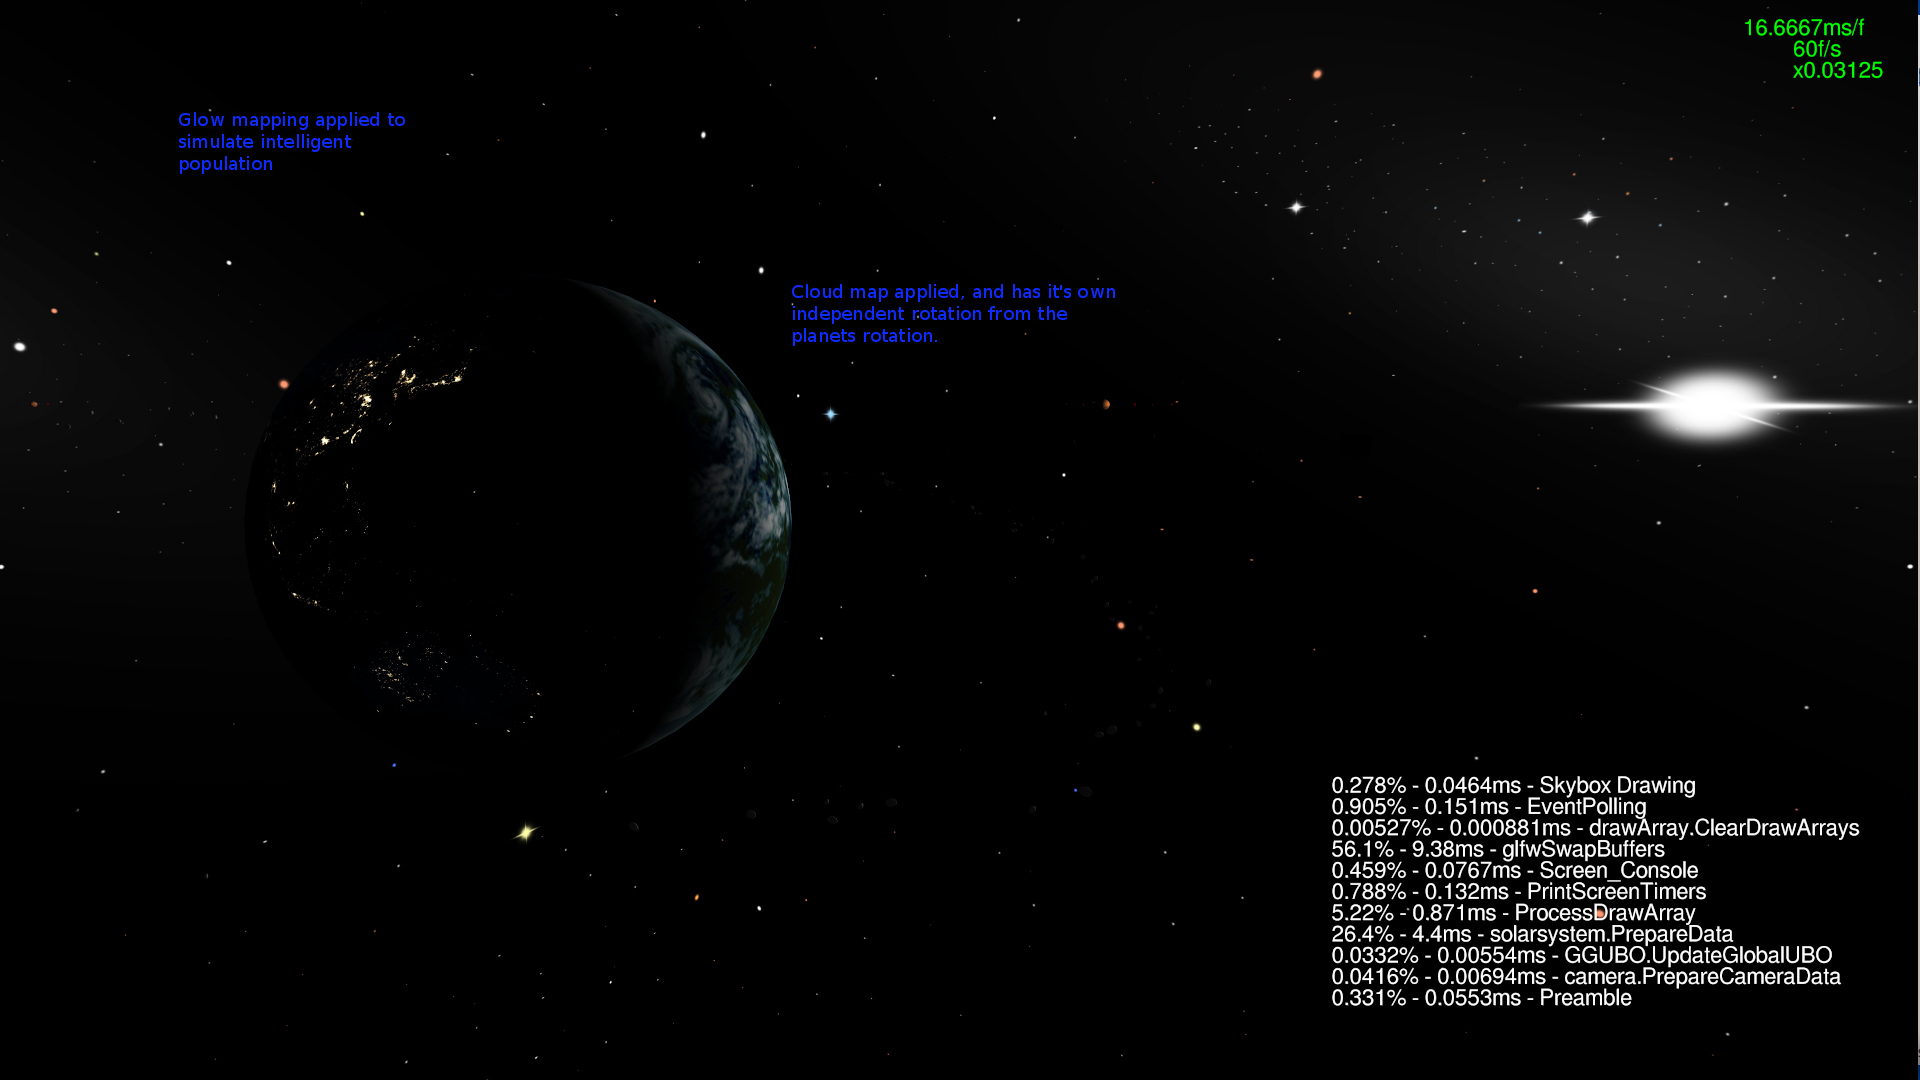 16.6667ms/f
60f/s
x0.03125
Glow mapping applied to
simulate intelligent
population
Cloud map applied, and has it's own
independent rotation from the
planets rotation.
0.278% - 0.0464ms - Skybox Drawing
0.905% - 0.151ms - EventPolling
0.00527% - 0.000881ms - drawArray.ClearDrawArrays
56.1% - 9.38ms - glfwSwapBuffers
0.459% - 0.0767ms - Screen_Console
0.788% - 0.132ms - PrintScreenTimers
5.22% - 0.871ms - ProcessDrawArray
26.4% - 4.4ms - solarsystem.PrepareData
0.0332% - 0.00554ms - GGUBO.UpdateGlobalUBO
0.0416% - 0.00694ms - camera.PrepareCameraData
0.331% - 0.0553ms - Preamble